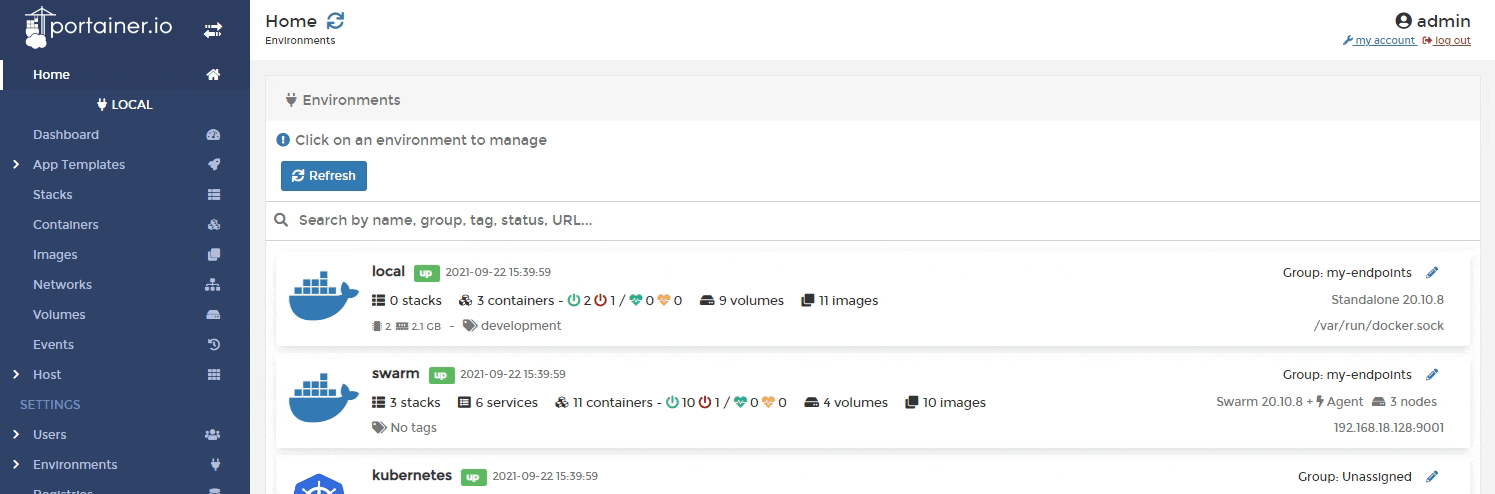 portainer.io
Home
LOCAL
Dashboard
App Templates
Stacks
Containers
Images
Networks
Volumes
Events
Host
SETTINGS
Users
Environments
Registries
Home
Environments
admin
my account log out
Environments
Click on an environment to manage
Refresh
Search by name, group, tag, status, URL...
local up 2021-09-22 15:39:59 Group: my-endpoints
0 stacks 3 containers - 2 1 / 0 0 9 volumes 11 images Standalone 20.10.8
2 2.1 GB - development /var/run/docker.sock
swarm up 2021-09-22 15:39:59 Group: my-endpoints
3 stacks 6 services 11 containers - 10 1 / 0 0 4 volumes 10 images Swarm 20.10.8 + Agent 3 nodes
No tags 192.168.18.128:9001
kubernetes up 2021-09-22 15:39:59 Group: Unassigned